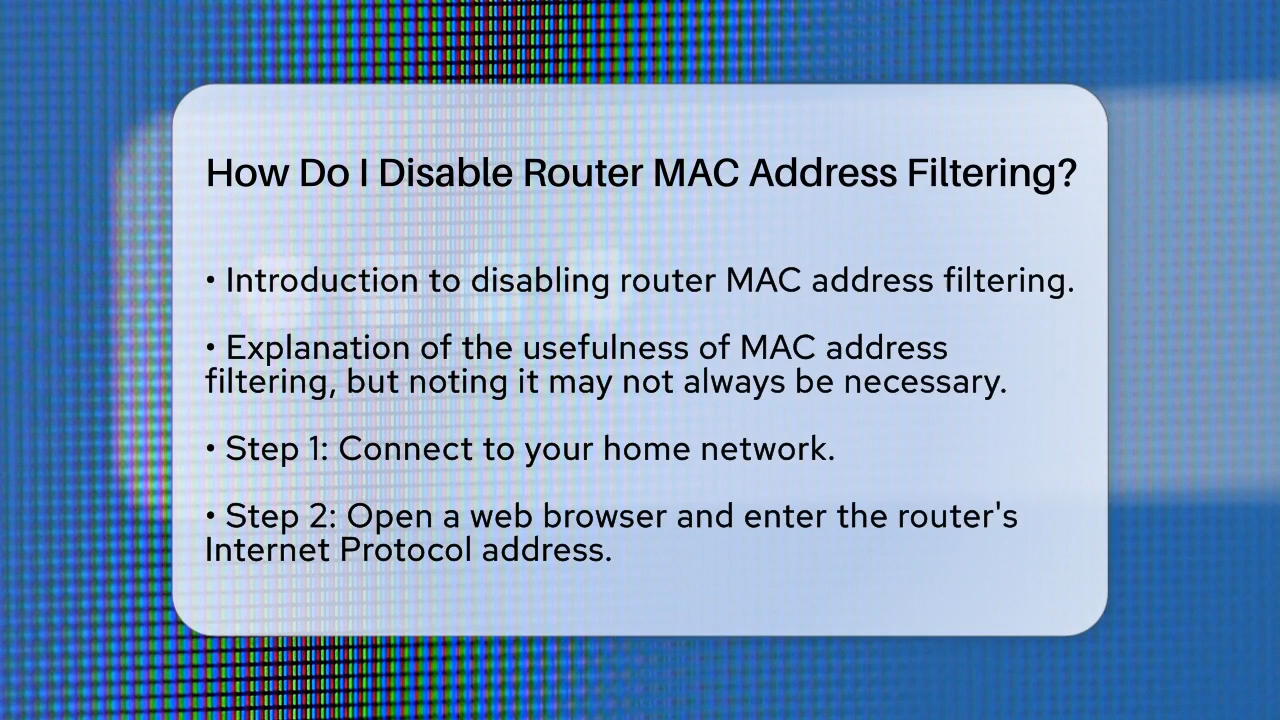 How Do I Disable Router MAC Address Filtering?
• Introduction to disabling router MAC address filtering.
• Explanation of the usefulness of MAC address
filtering, but noting it may not always be necessary.
• Step 1: Connect to your home network.
• Step 2: Open a web browser and enter the router's
Internet Protocol address.